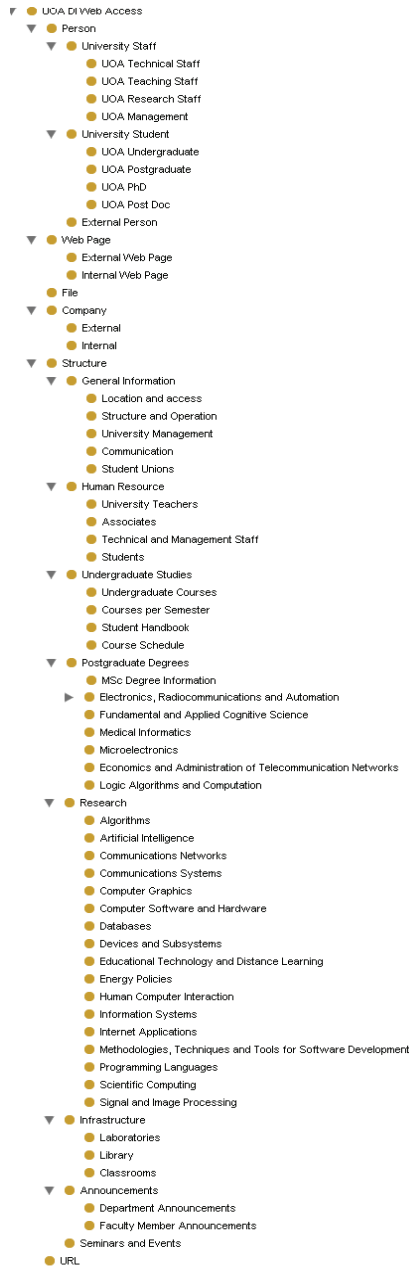 UOA DI Web Access
Person
University Staff
UOA Technical Staff
UOA Teaching Staff
UOA Research Staff
UOA Management
University Student
UOA Undergraduate
UOA Postgraduate
UOA PhD
UOA Post Doc
External Person
Web Page
External Web Page
Internal Web Page
File
Company
External
Internal
Structure
General Information
Location and access
Structure and Operation
University Management
Communication
Student Unions
Human Resource
University Teachers
Associates
Technical and Management Staff
Students
Undergraduate Studies
Undergraduate Courses
Courses per Semester
Student Handbook
Course Schedule
Postgraduate Degrees
MSc Degree Information
Electronics, Radiocommunications and Automation
Fundamental and Applied Cognitive Science
Medical Informatics
Microelectronics
Economics and Administration of Telecommunication Networks
Logic Algorithms and Computation
Research
Algorithms
Artificial Intelligence
Communications Networks
Communications Systems
Computer Graphics
Computer Software and Hardware
Databases
Devices and Subsystems
Educational Technology and Distance Learning
Energy Policies
Human Computer Interaction
Information Systems
Internet Applications
Methodologies, Techniques and Tools for Software Development
Programming Languages
Scientific Computing
Signal and Image Processing
Infrastructure
Laboratories
Library
Classrooms
Announcements
Department Announcements
Faculty Member Announcements
Seminars and Events
URL